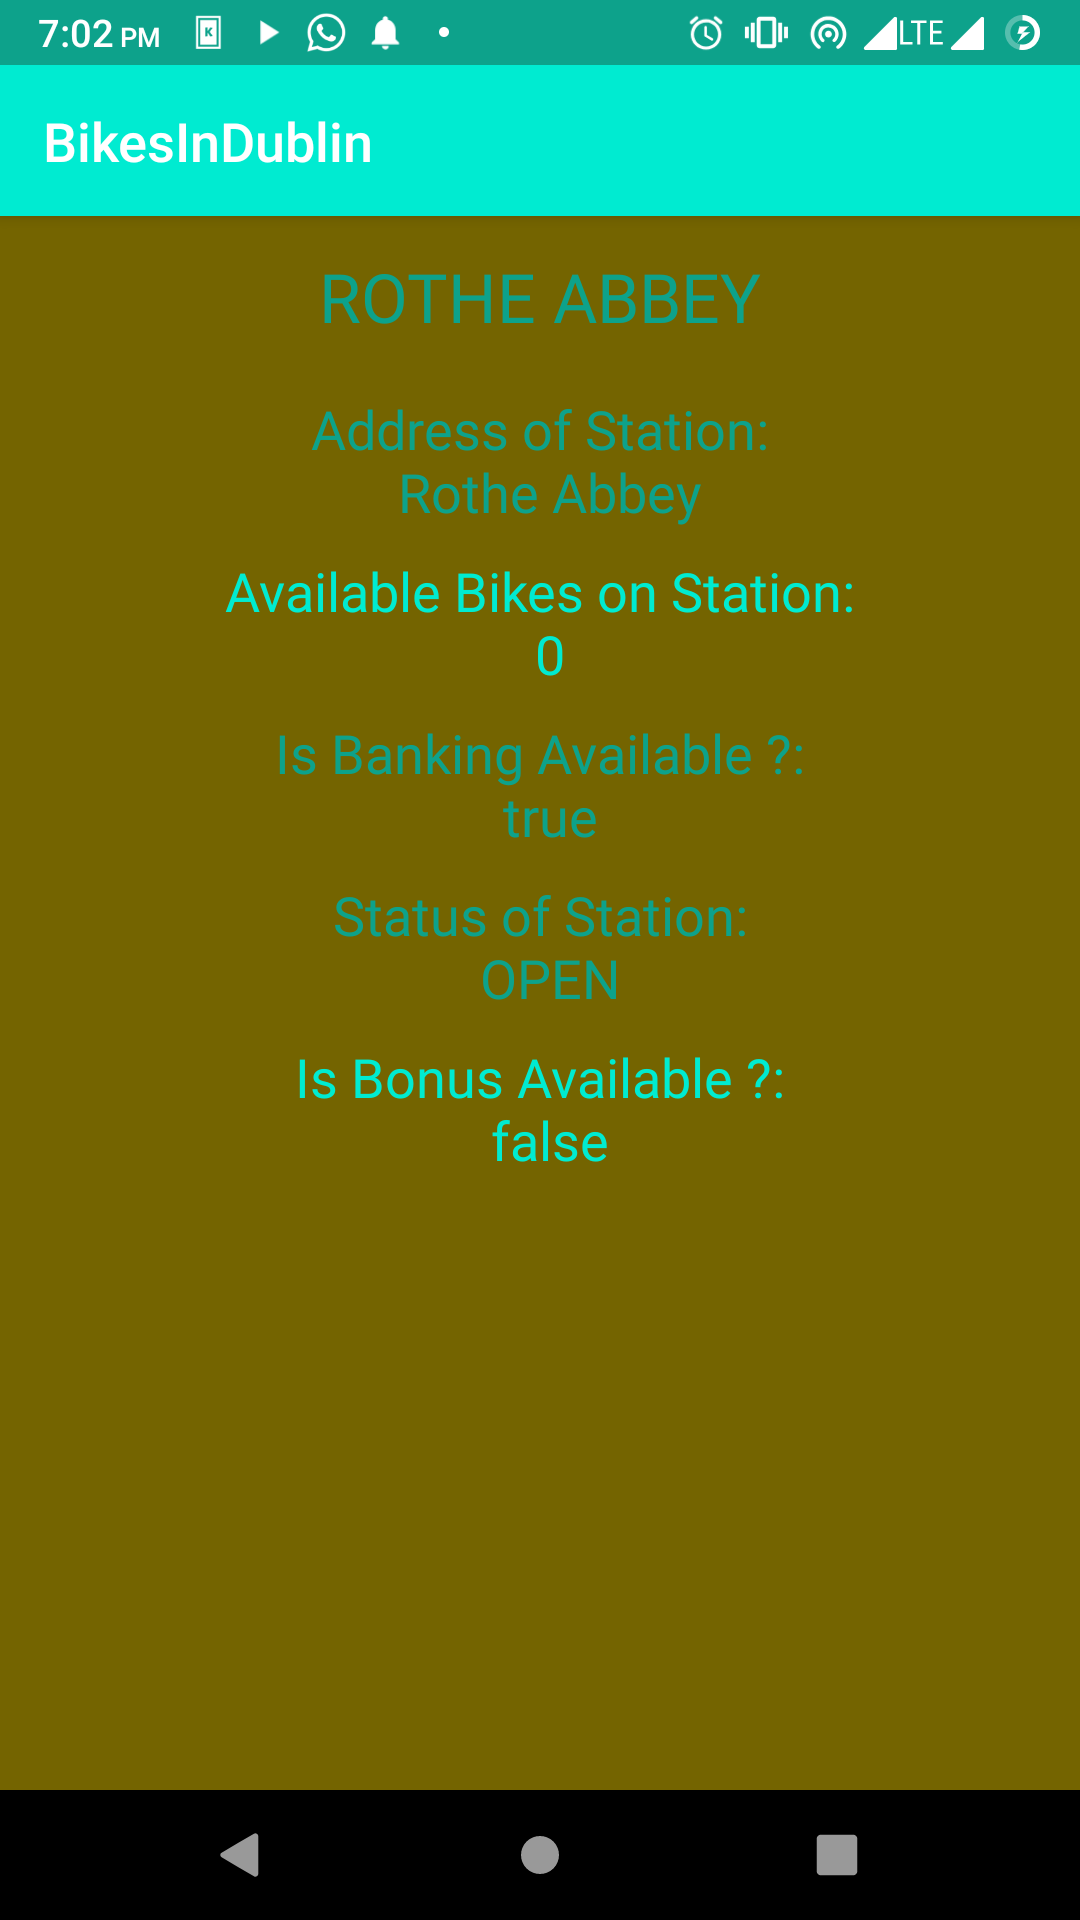 7:02 PM
LTE
BikesInDublin
ROTHE ABBEY
Address of Station:
Rothe Abbey
Available Bikes on Station:
0
Is Banking Available ?:
true
Status of Station:
OPEN
Is Bonus Available ?:
false